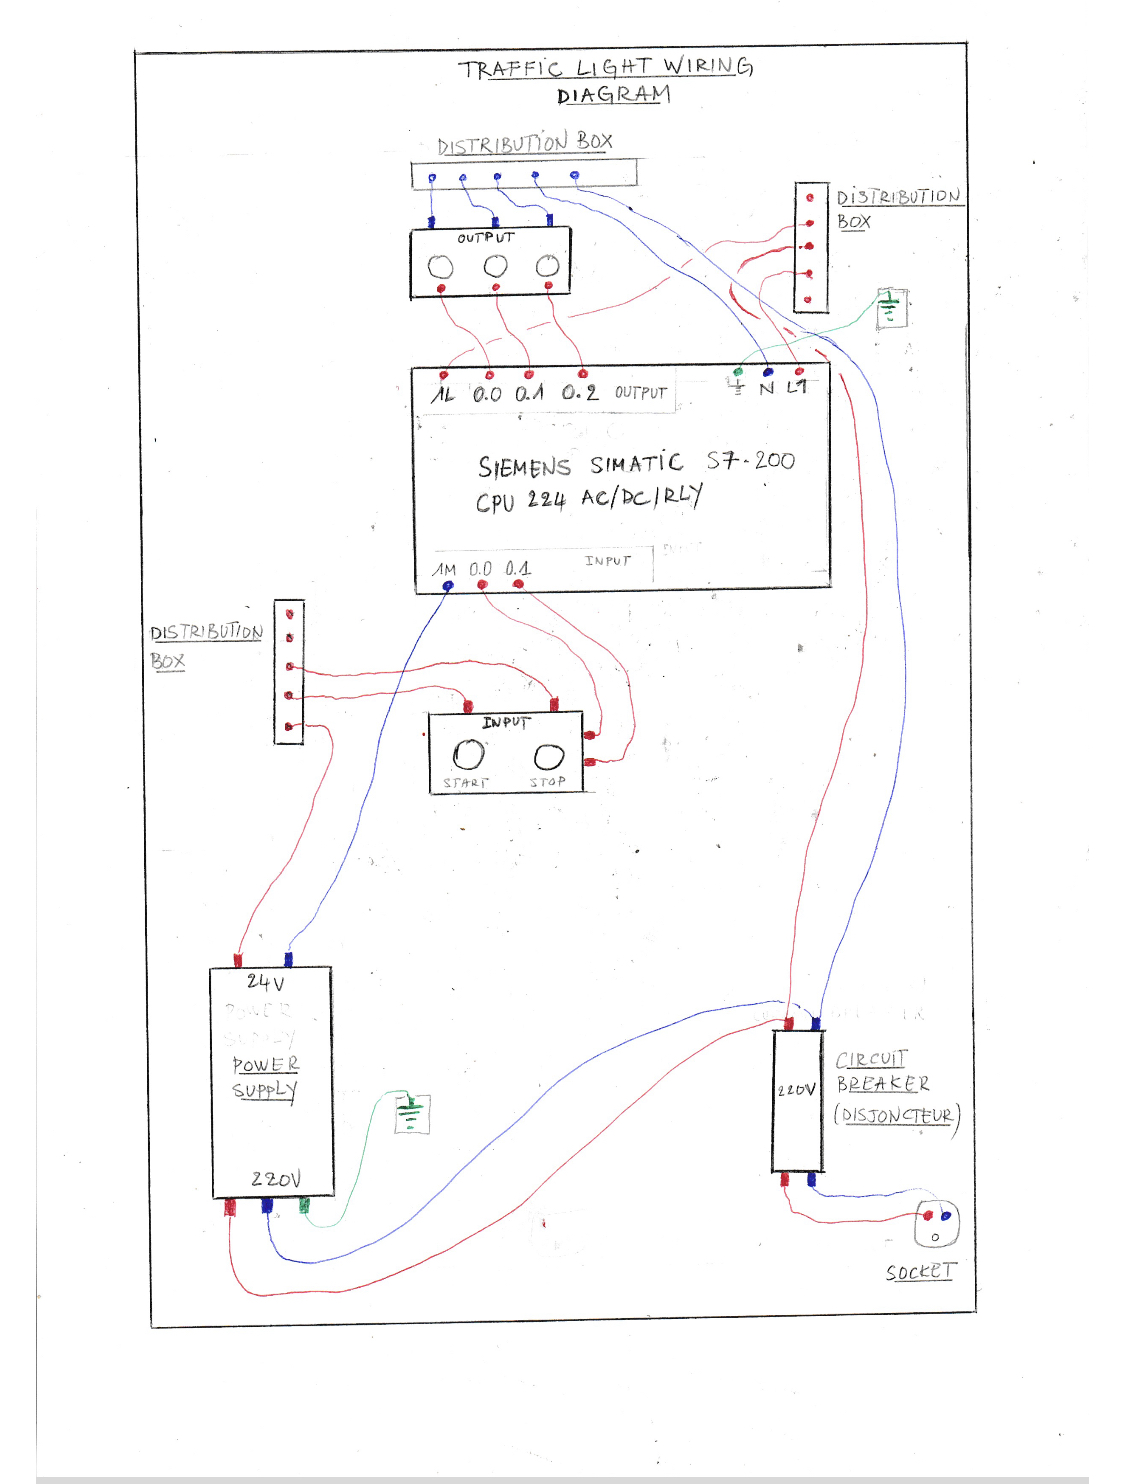 TRAFFIC LIGHT WIRING
DIAGRAM
DISTRIBUTION BOX
DISTRIBUTION
BOX
OUTPUT
1L 0.0 0.1 0.2 OUTPUT
N L1
SIEMENS SIMATIC S7-200
CPU 224 AC/DC/RLY
INPUT
1M 0.0 0.1
DISTRIBUTION
BOX
INPUT
START STOP
24V
POWER
SUPPLY
POWER
SUPPLY
220V
220V
CIRCUIT
BREAKER
(DISJONCTEUR)
SOCKET